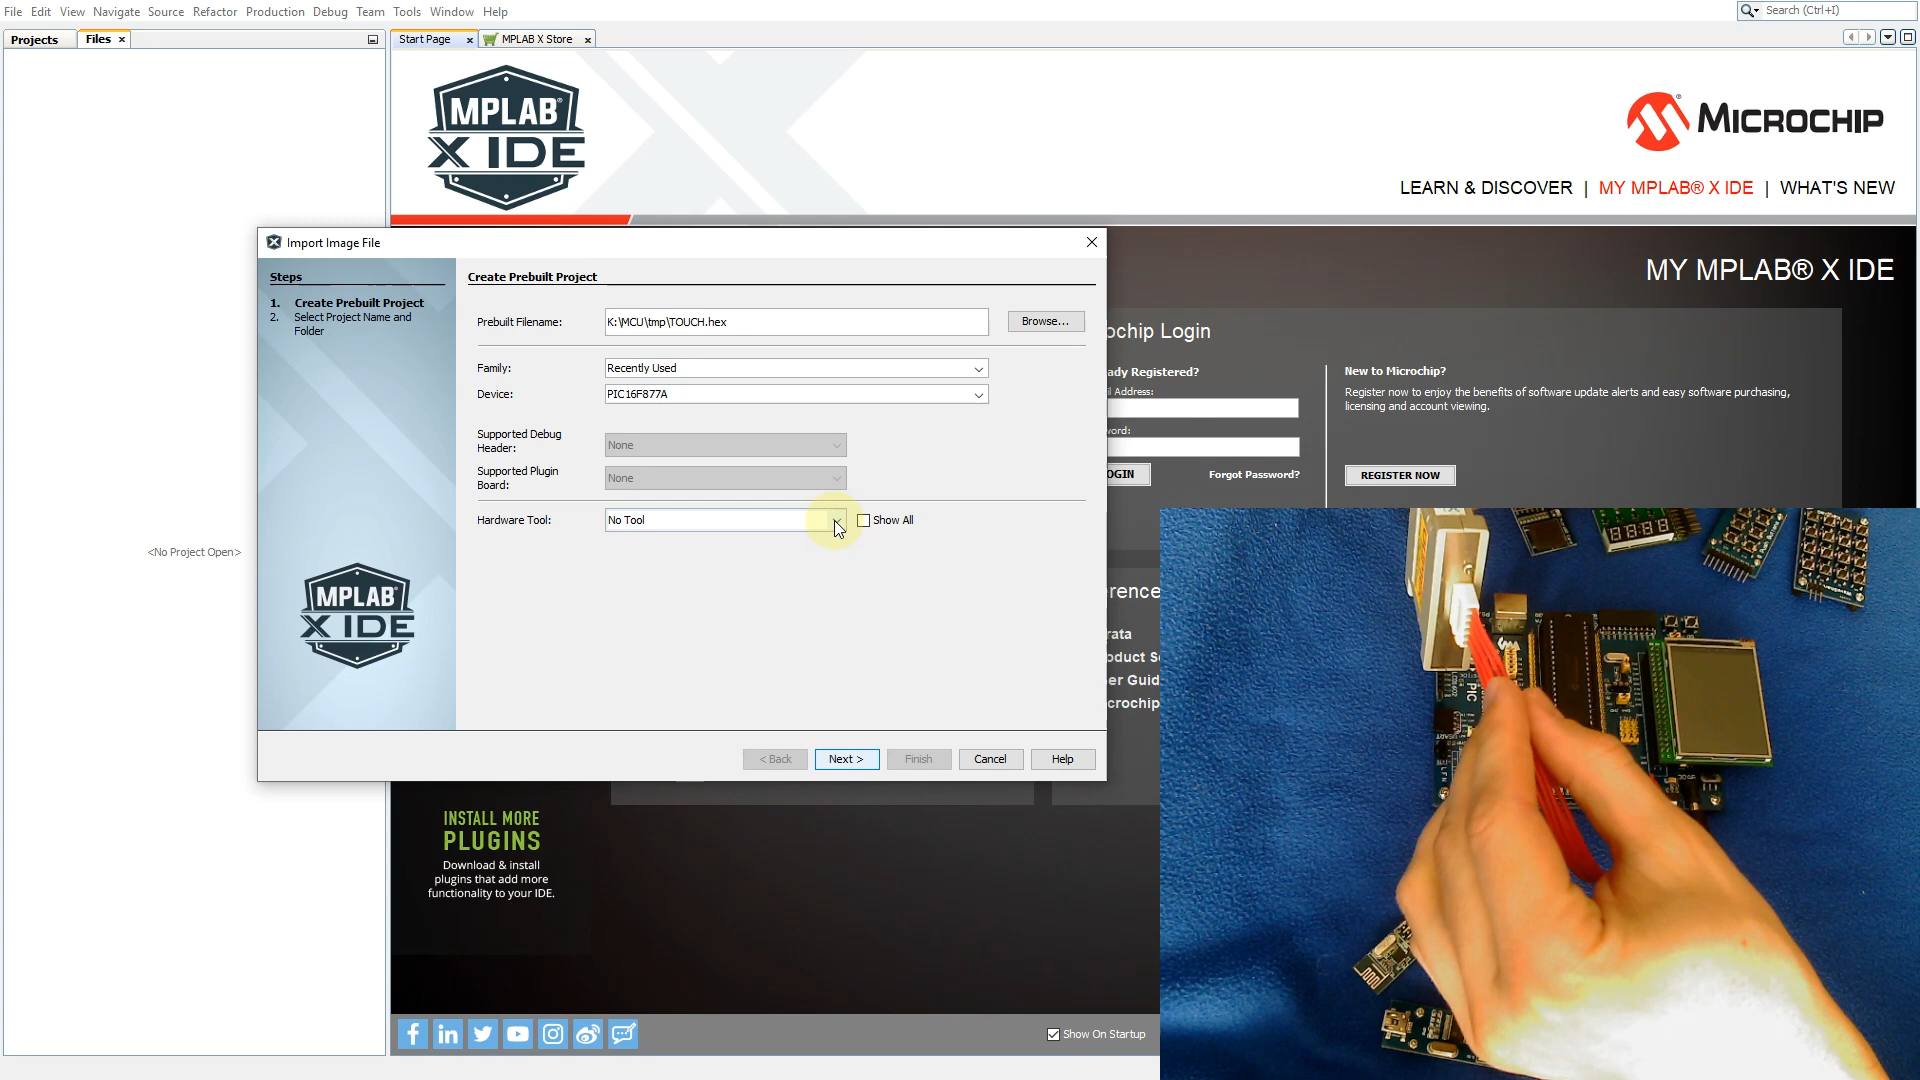 File Edit View Navigate Source Refactor Production Debug Team Tools Window Help
Search (Ctrl+I)
Projects
Files
Start Page
MPLAB X Store
MPLAB®
X IDE
MICROCHIP
LEARN & DISCOVER | MY MPLAB® X IDE | WHAT'S NEW
MY MPLAB® X IDE
Import Image File
Steps
1. Create Prebuilt Project
2. Select Project Name and
Folder
MPLAB
X IDE
Create Prebuilt Project
Prebuilt Filename:
K:\MCU\tmp\TOUCH.hex
Browse...
Family:
Recently Used
Device:
PIC16F877A
Supported Debug
Header:
None
Supported Plugin
Board:
None
Hardware Tool:
No Tool
Show All
< Back
Next >
Finish
Cancel
Help
<No Project Open>
ochip Login
ady Registered?
il Address:
word:
OGIN
Forgot Password?
New to Microchip?
Register now to enjoy the benefits of software update alerts and easy software purchasing,
licensing and account viewing.
REGISTER NOW
erence
rata
oduct S
er Guid
crochip
INSTALL MORE
PLUGINS
Download & install
plugins that add more
functionality to your IDE.
Show On Startup
PIC
USART